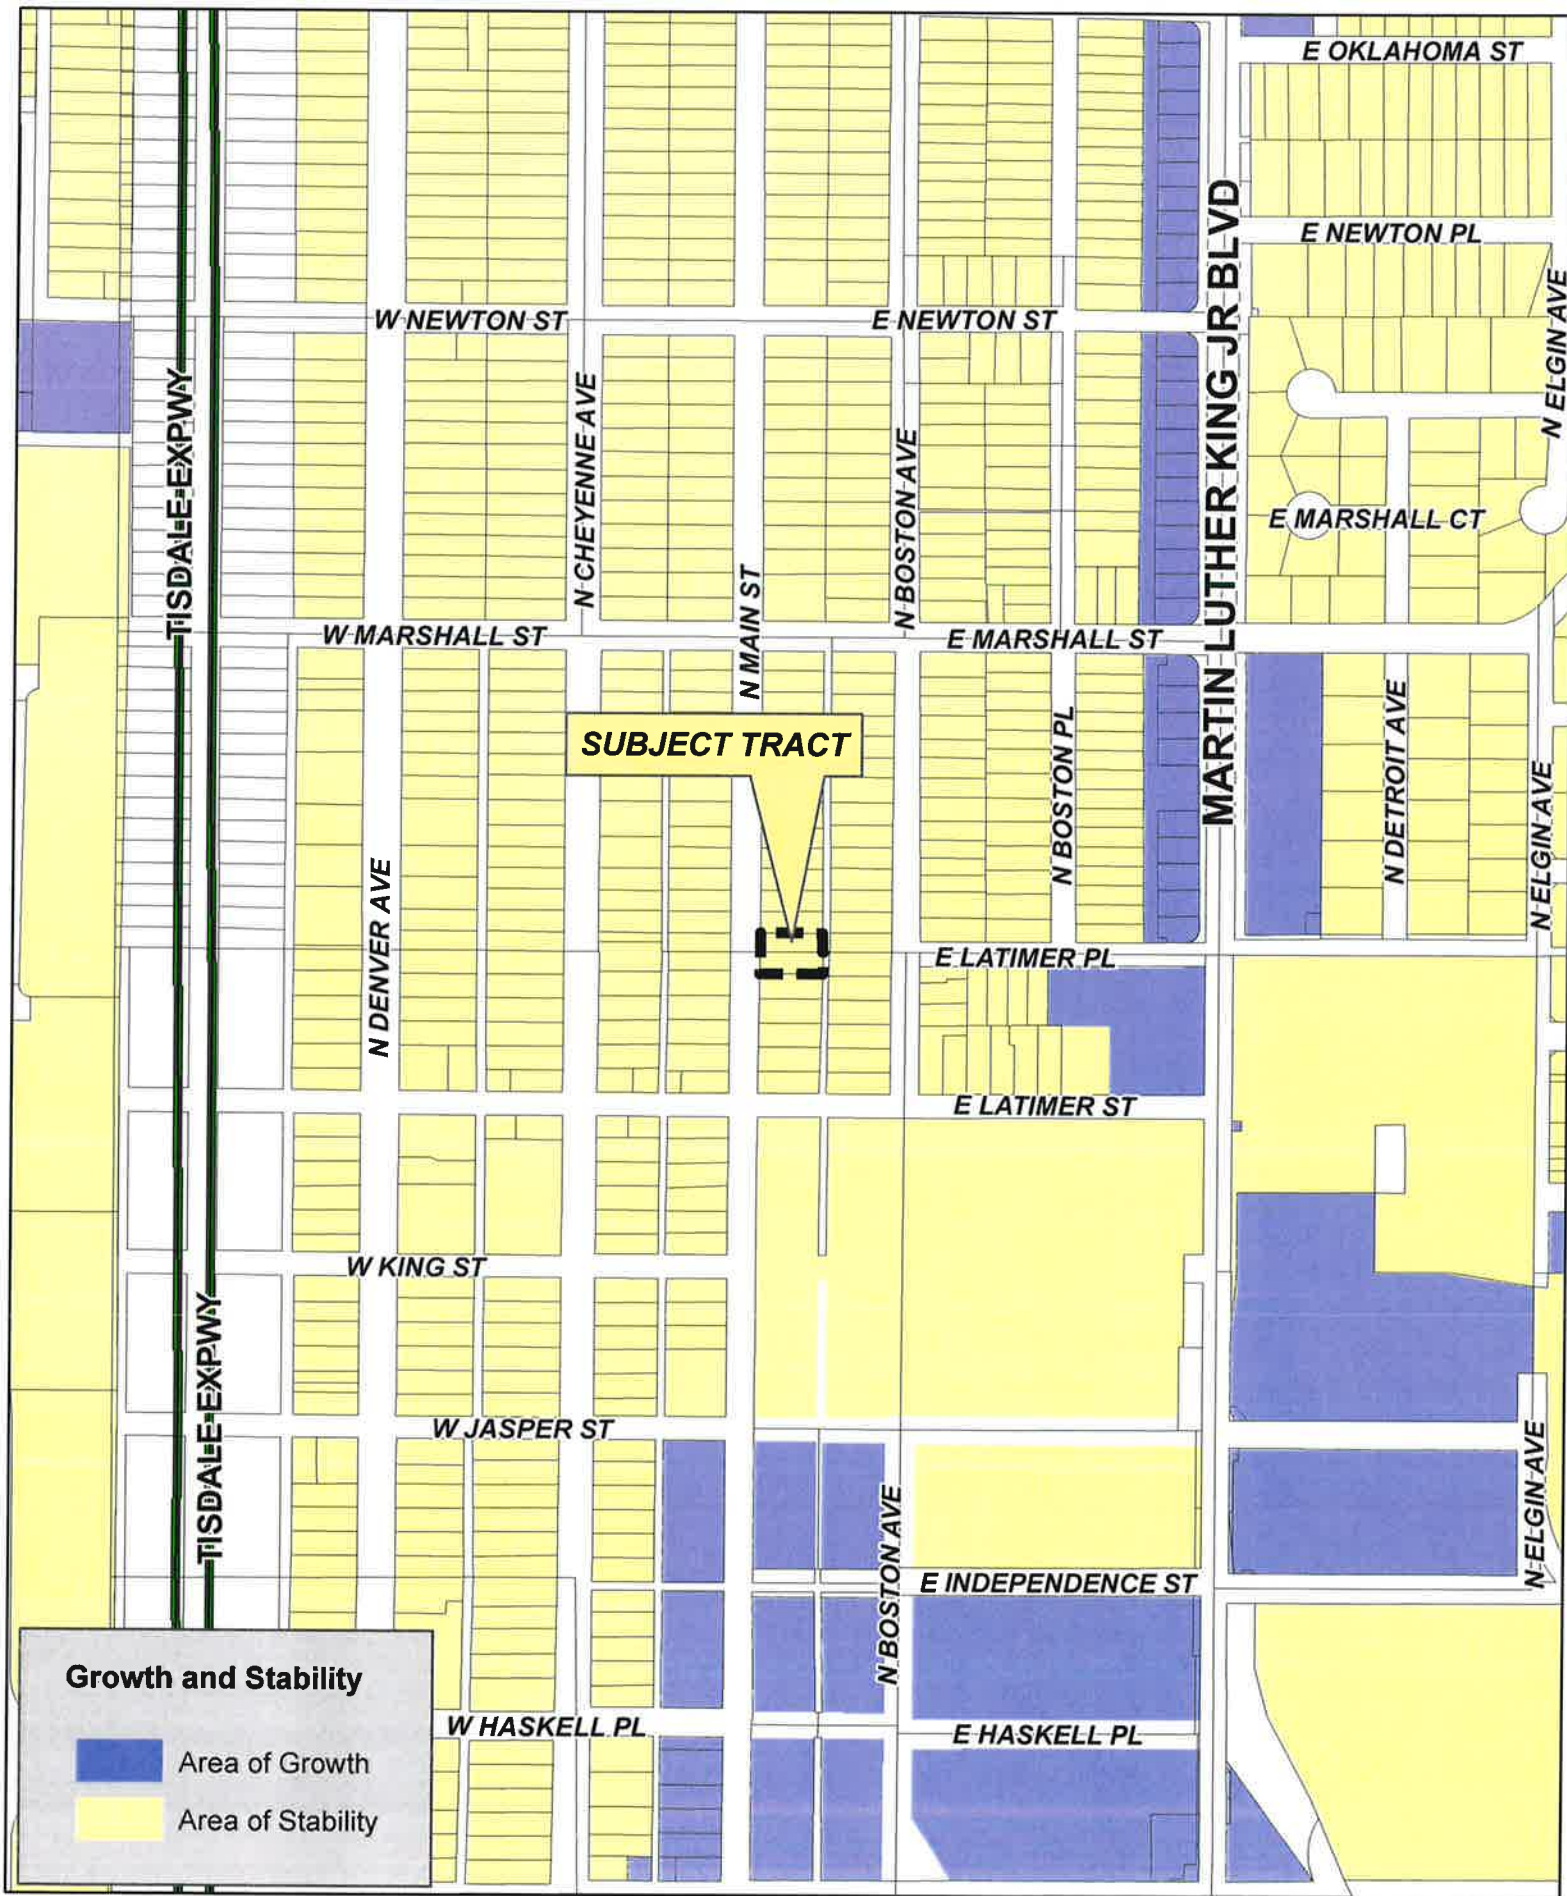 E OKLAHOMA ST
E NEWTON PL
MARTIN LUTHER KING JR BLVD
N ELGIN AVE
W NEWTON ST
E NEWTON ST
TISDALE EXPWY
N CHEYENNE AVE
N BOSTON AVE
E MARSHALL CT
N MAIN ST
W MARSHALL ST
E MARSHALL ST
SUBJECT TRACT
N BOSTON PL
N DETROIT AVE
N ELGIN AVE
N DENVER AVE
E LATIMER PL
E LATIMER ST
W KING ST
TISDALE EXPWY
W JASPER ST
N BOSTON AVE
N ELGIN AVE
E INDEPENDENCE ST
W HASKELL PL
E HASKELL PL
Growth and Stability
Area of Growth
Area of Stability